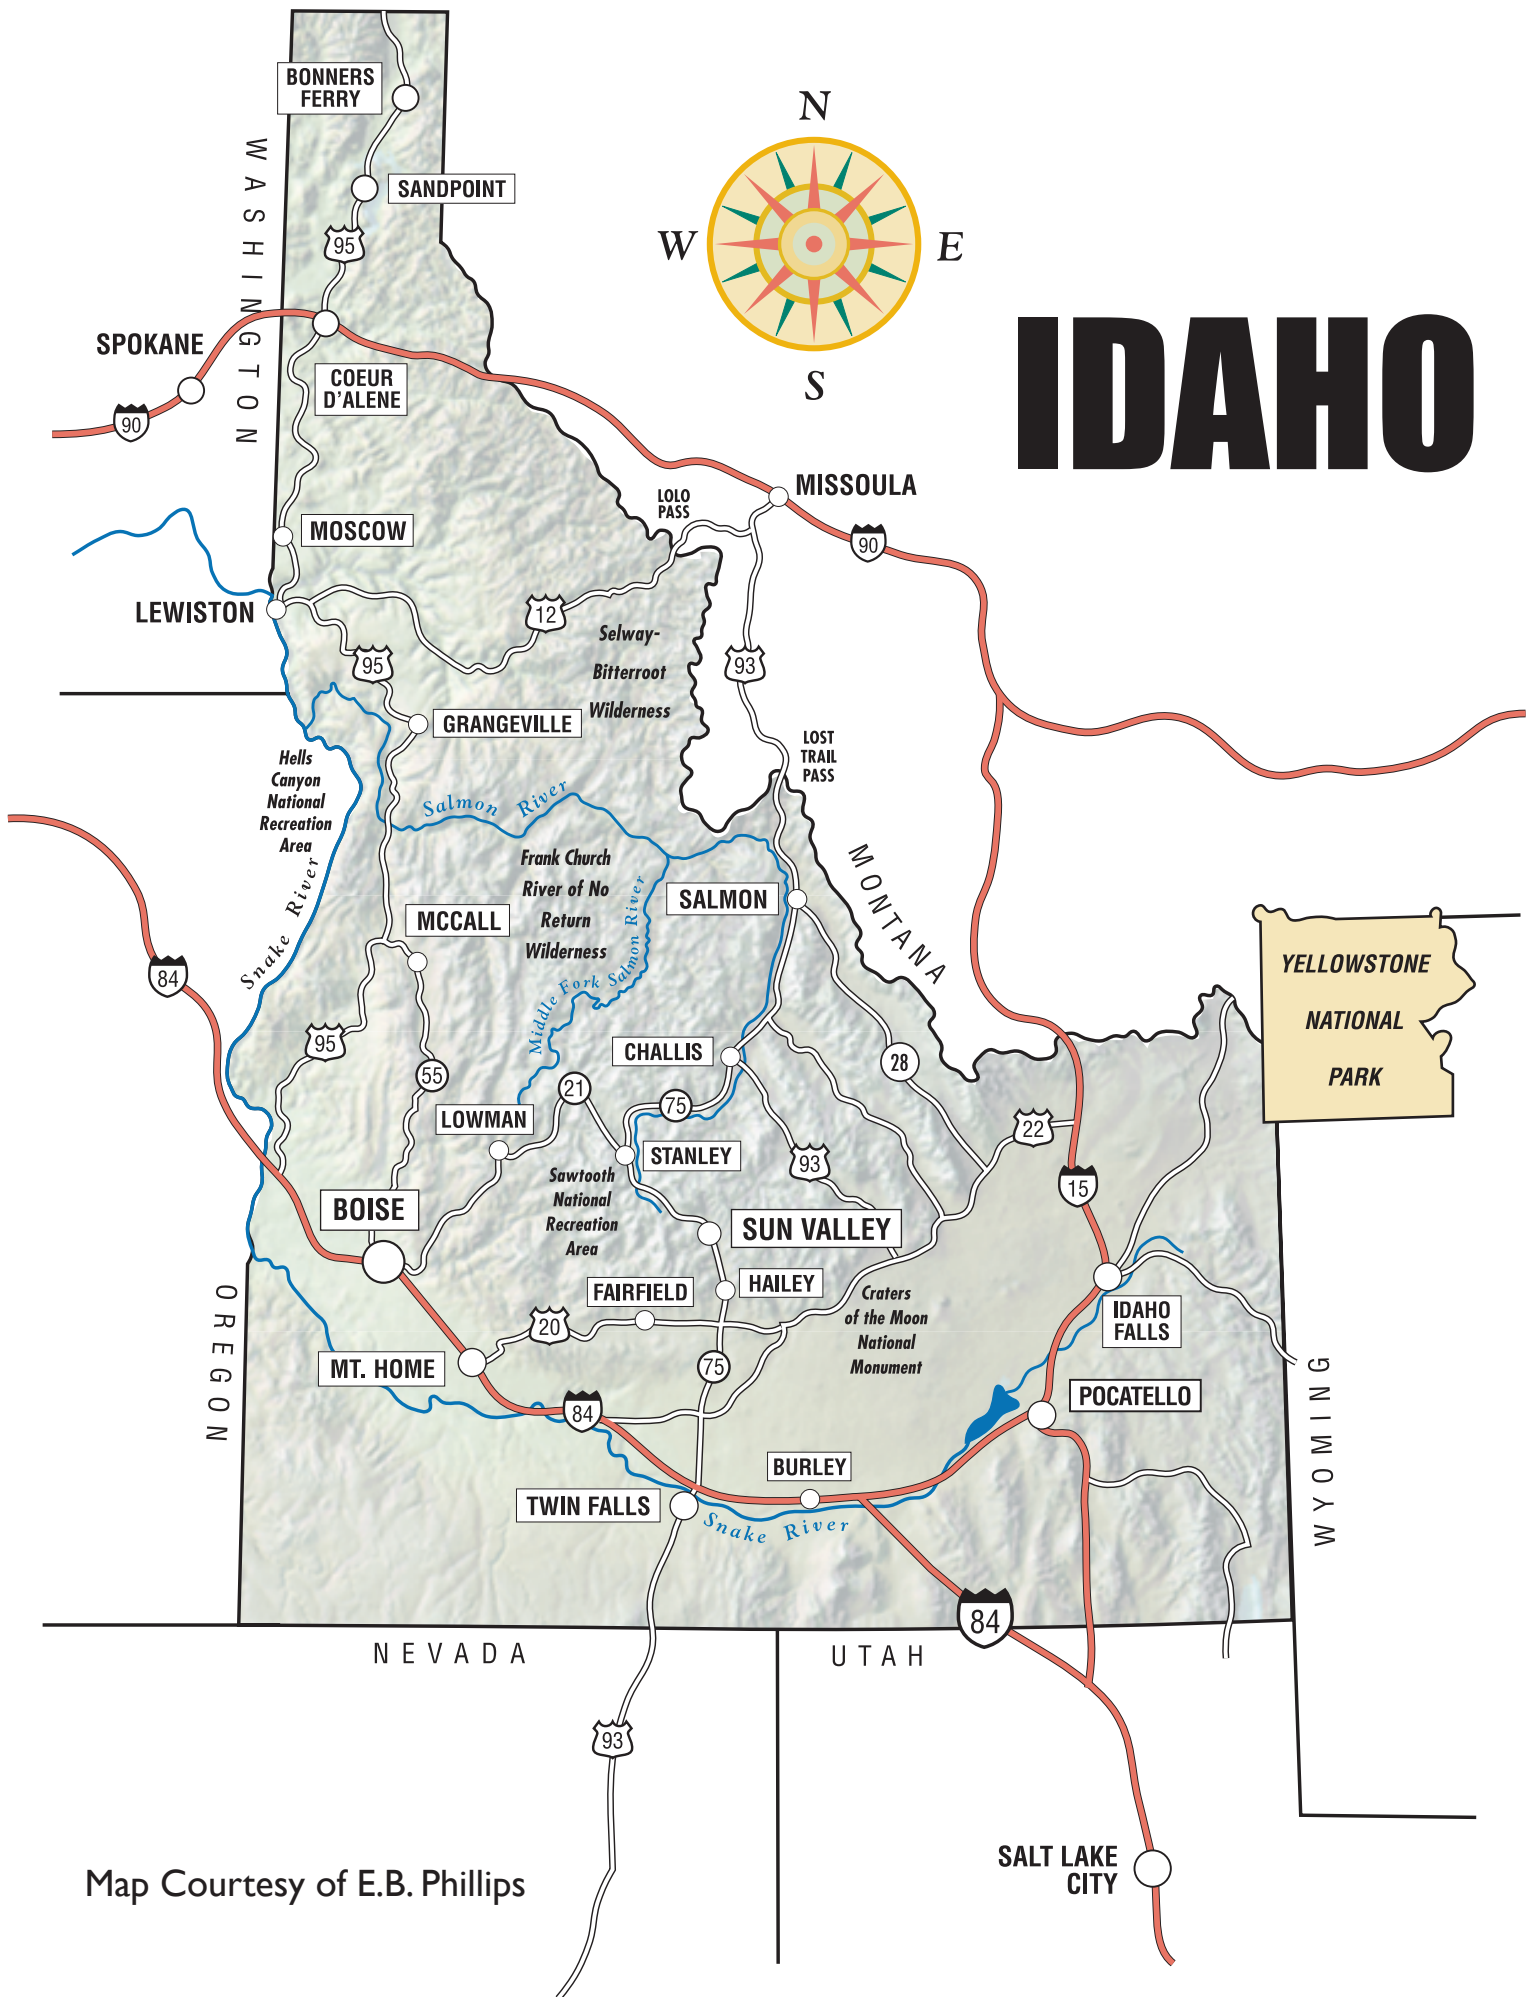 BONNERS
FERRY
N
W
E
S
IDAHO
WASHINGTON
SANDPOINT
95
SPOKANE
COEUR
D'ALENE
90
MISSOULA
LOLO
PASS
90
MOSCOW
LEWISTON
12
95
Selway-
Bitterroot
Wilderness
93
GRANGEVILLE
LOST
TRAIL
PASS
Hells
Canyon
National
Recreation
Area
Salmon River
Snake River
Frank Church
River of No
Return
Wilderness
Middle Fork Salmon River
SALMON
MONTANA
MCCALL
84
YELLOWSTONE
NATIONAL
PARK
95
55
CHALLIS
28
21
75
LOWMAN
22
STANLEY
93
15
Sawtooth
National
Recreation
Area
BOISE
SUN VALLEY
HAILEY
FAIRFIELD
Craters
of the Moon
National
Monument
IDAHO
FALLS
OREGON
20
MT. HOME
75
84
POCATELLO
WYOMING
BURLEY
TWIN FALLS
Snake River
84
NEVADA
UTAH
93
SALT LAKE
CITY
Map Courtesy of E.B. Phillips